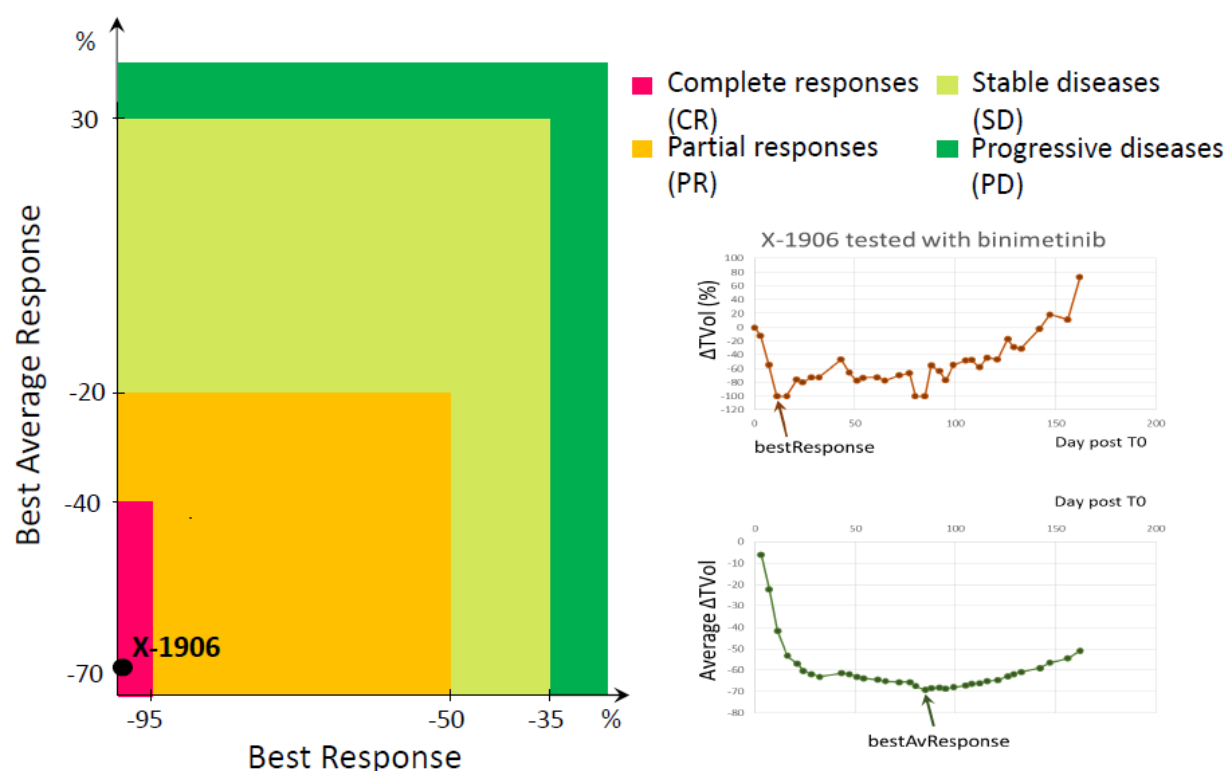 %
30
-20
-40
-70
Best Average Response
X-1906
-95
-50
-35
%
Best Response
Complete responses
(CR)
Stable diseases
(SD)
Partial responses
(PR)
Progressive diseases
(PD)
X-1906 tested with binimetinib
ΔTVol (%)
100
80
60
40
20
0
-20
-40
-60
-80
-100
-120
0
50
100
150
200
bestResponse
Day post T0
Day post T0
0
50
100
150
200
Average ΔTVol
0
-10
-20
-30
-40
-50
-60
-70
-80
bestAvResponse